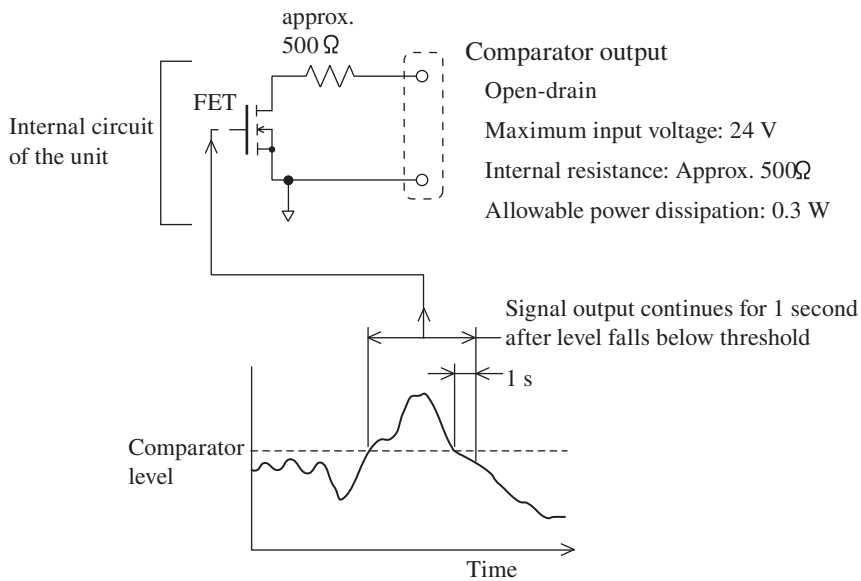 approx.
500 Ω
Comparator output
Open-drain
FET
Maximum input voltage: 24 V
Internal circuit
of the unit
Internal resistance: Approx. 500Ω
Allowable power dissipation: 0.3 W
Signal output continues for 1 second
after level falls below threshold
1 s
Comparator
level
Time